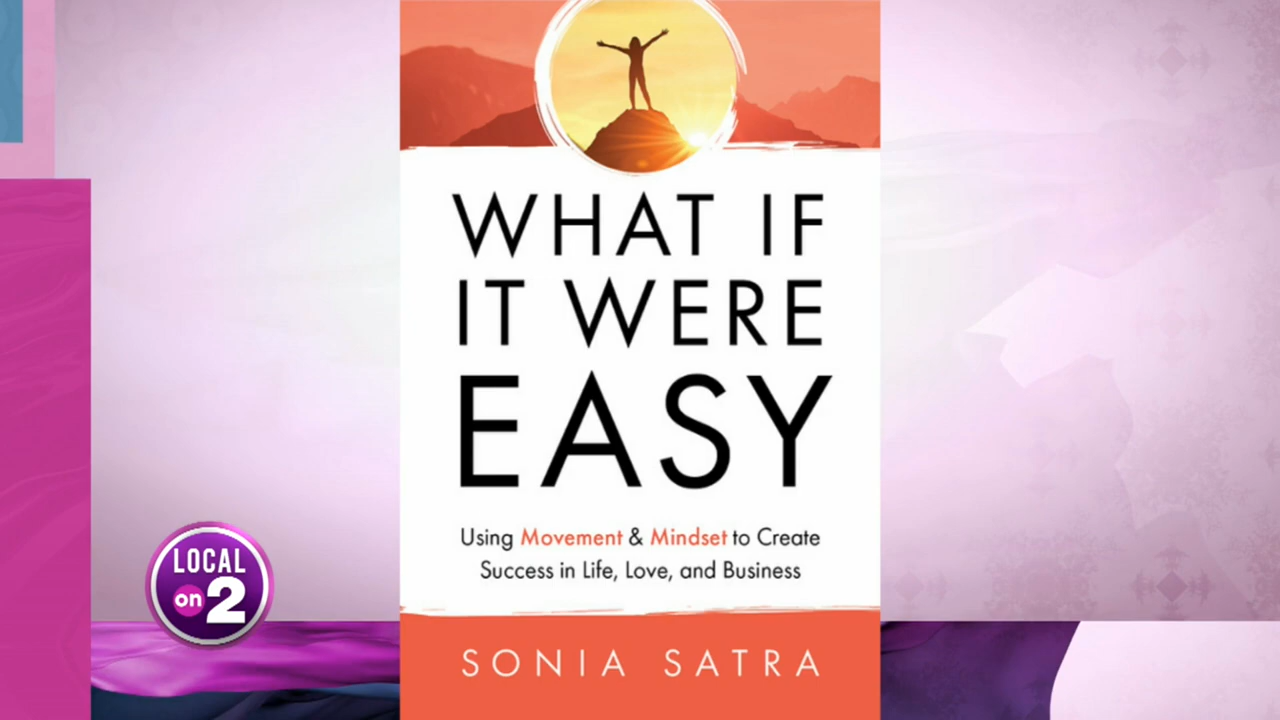 WHAT IF
IT WERE
EASY
Using Movement & Mindset to Create
Success in Life, Love, and Business
SONIA SATRA
LOCAL
on 2